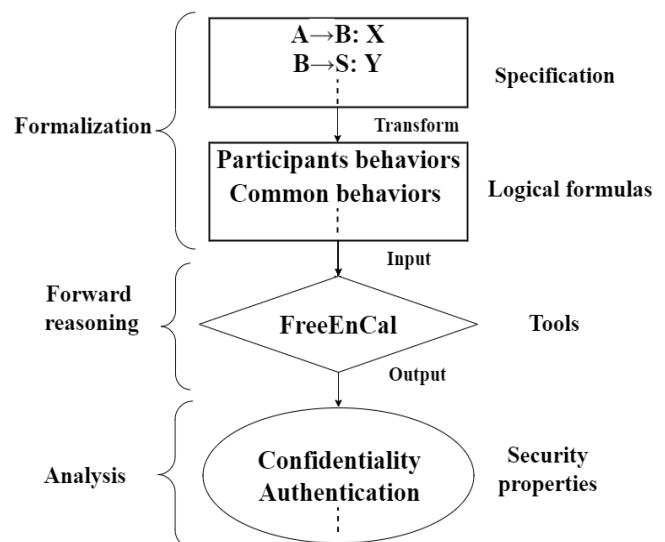 A→B: X
B→S: Y
Specification
Formalization
Transform
Participants behaviors
Common behaviors
Logical formulas
Input
Forward
reasoning
FreeEnCal
Tools
Output
Analysis
Confidentiality
Authentication
Security
properties